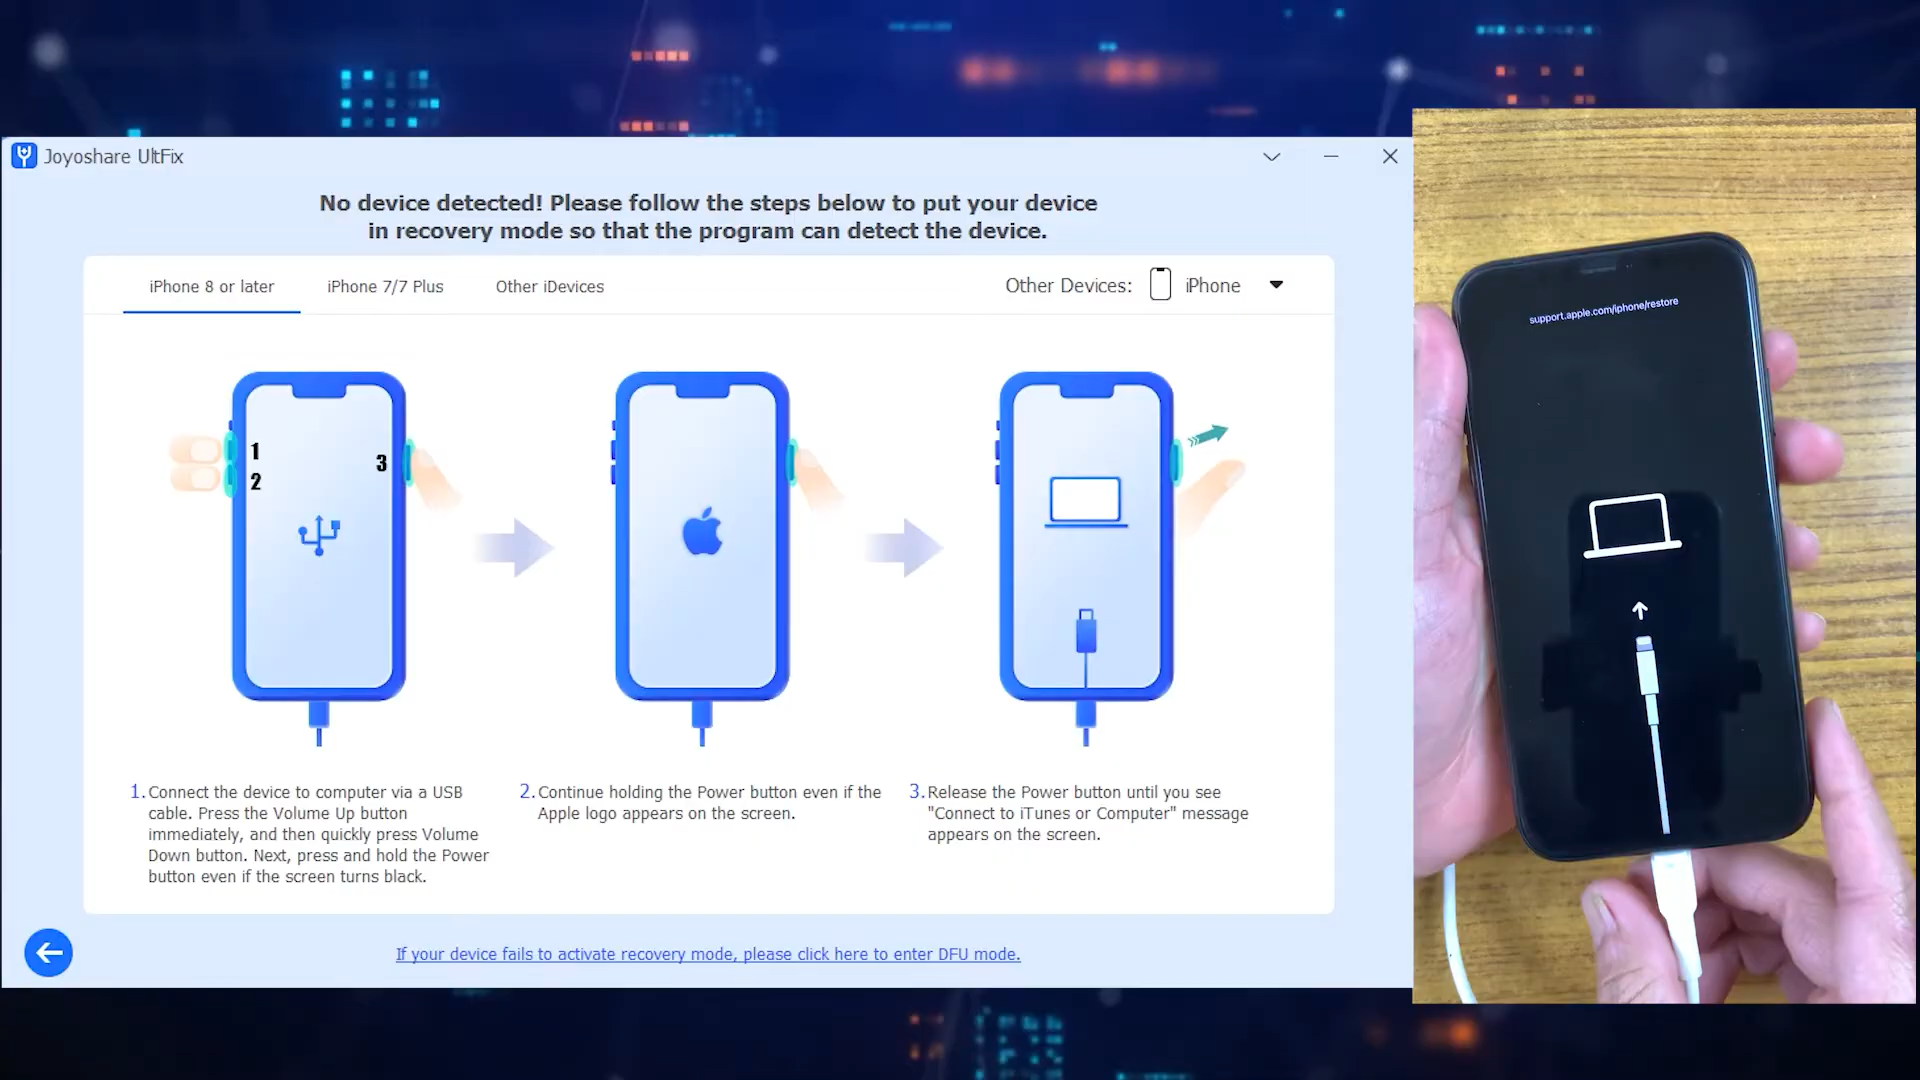 Joyoshare UltFix
No device detected! Please follow the steps below to put your device
in recovery mode so that the program can detect the device.
iPhone 8 or later
iPhone 7/7 Plus
Other iDevices
Other Devices:
iPhone
1
2
3
1. Connect the device to computer via a USB
cable. Press the Volume Up button
immediately, and then quickly press Volume
Down button. Next, press and hold the Power
button even if the screen turns black.
2. Continue holding the Power button even if the
Apple logo appears on the screen.
3. Release the Power button until you see
"Connect to iTunes or Computer" message
appears on the screen.
If your device fails to activate recovery mode, please click here to enter DFU mode.
support.apple.com/iphone/restore